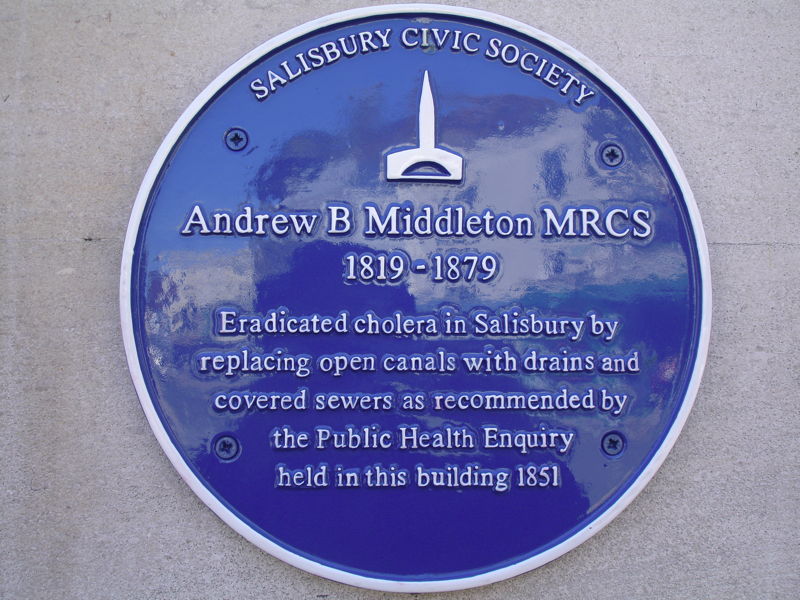 SALISBURY CIVIC SOCIETY
Andrew B Middleton MRCS
1819 - 1879
Eradicated cholera in Salisbury by
replacing open canals with drains and
covered sewers as recommended by
the Public Health Enquiry
held in this building 1851